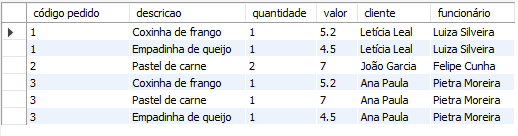 código pedido descricao quantidade valor cliente funcionário
1 Coxinha de frango 1 5.2 Letícia Leal Luiza Silveira
1 Empadinha de queijo 1 4.5 Letícia Leal Luiza Silveira
2 Pastel de carne 2 7 João Garcia Felipe Cunha
3 Coxinha de frango 1 5.2 Ana Paula Pietra Moreira
3 Pastel de carne 1 7 Ana Paula Pietra Moreira
3 Empadinha de queijo 1 4.5 Ana Paula Pietra Moreira